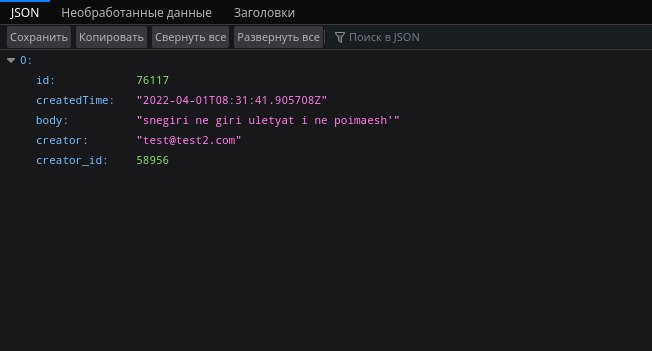 JSON Необработанные данные Заголовки
Сохранить Копировать Свернуть все Развернуть все Поиск в JSON
0:
id: 76117
createdTime: "2022-04-01T08:31:41.905708Z"
body: "snegiri ne giri uletyat i ne poimaesh'"
creator: "test@test2.com"
creator_id: 58956